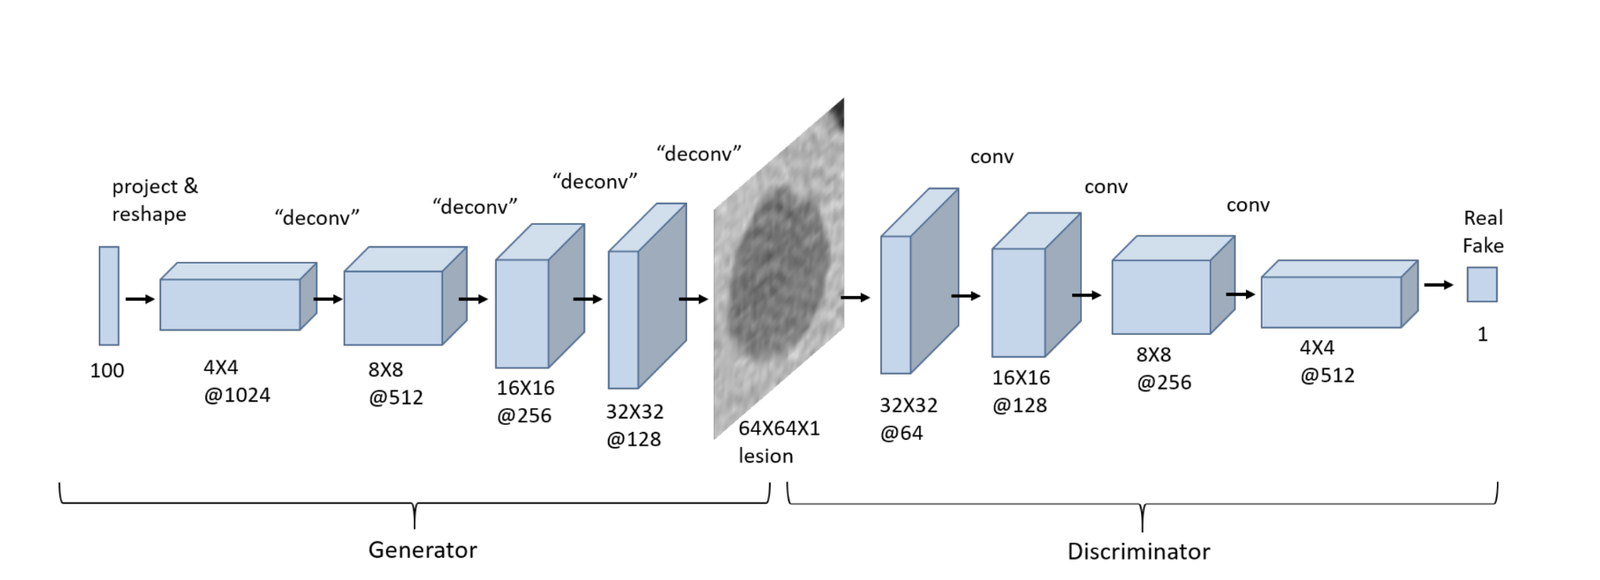 project &
reshape
“deconv”
“deconv”
“deconv”
“deconv”
conv
conv
conv
Real
Fake
100
4X4
@1024
8X8
@512
16X16
@256
32X32
@128
64X64X1
lesion
32X32
@64
16X16
@128
8X8
@256
4X4
@512
1
Generator
Discriminator